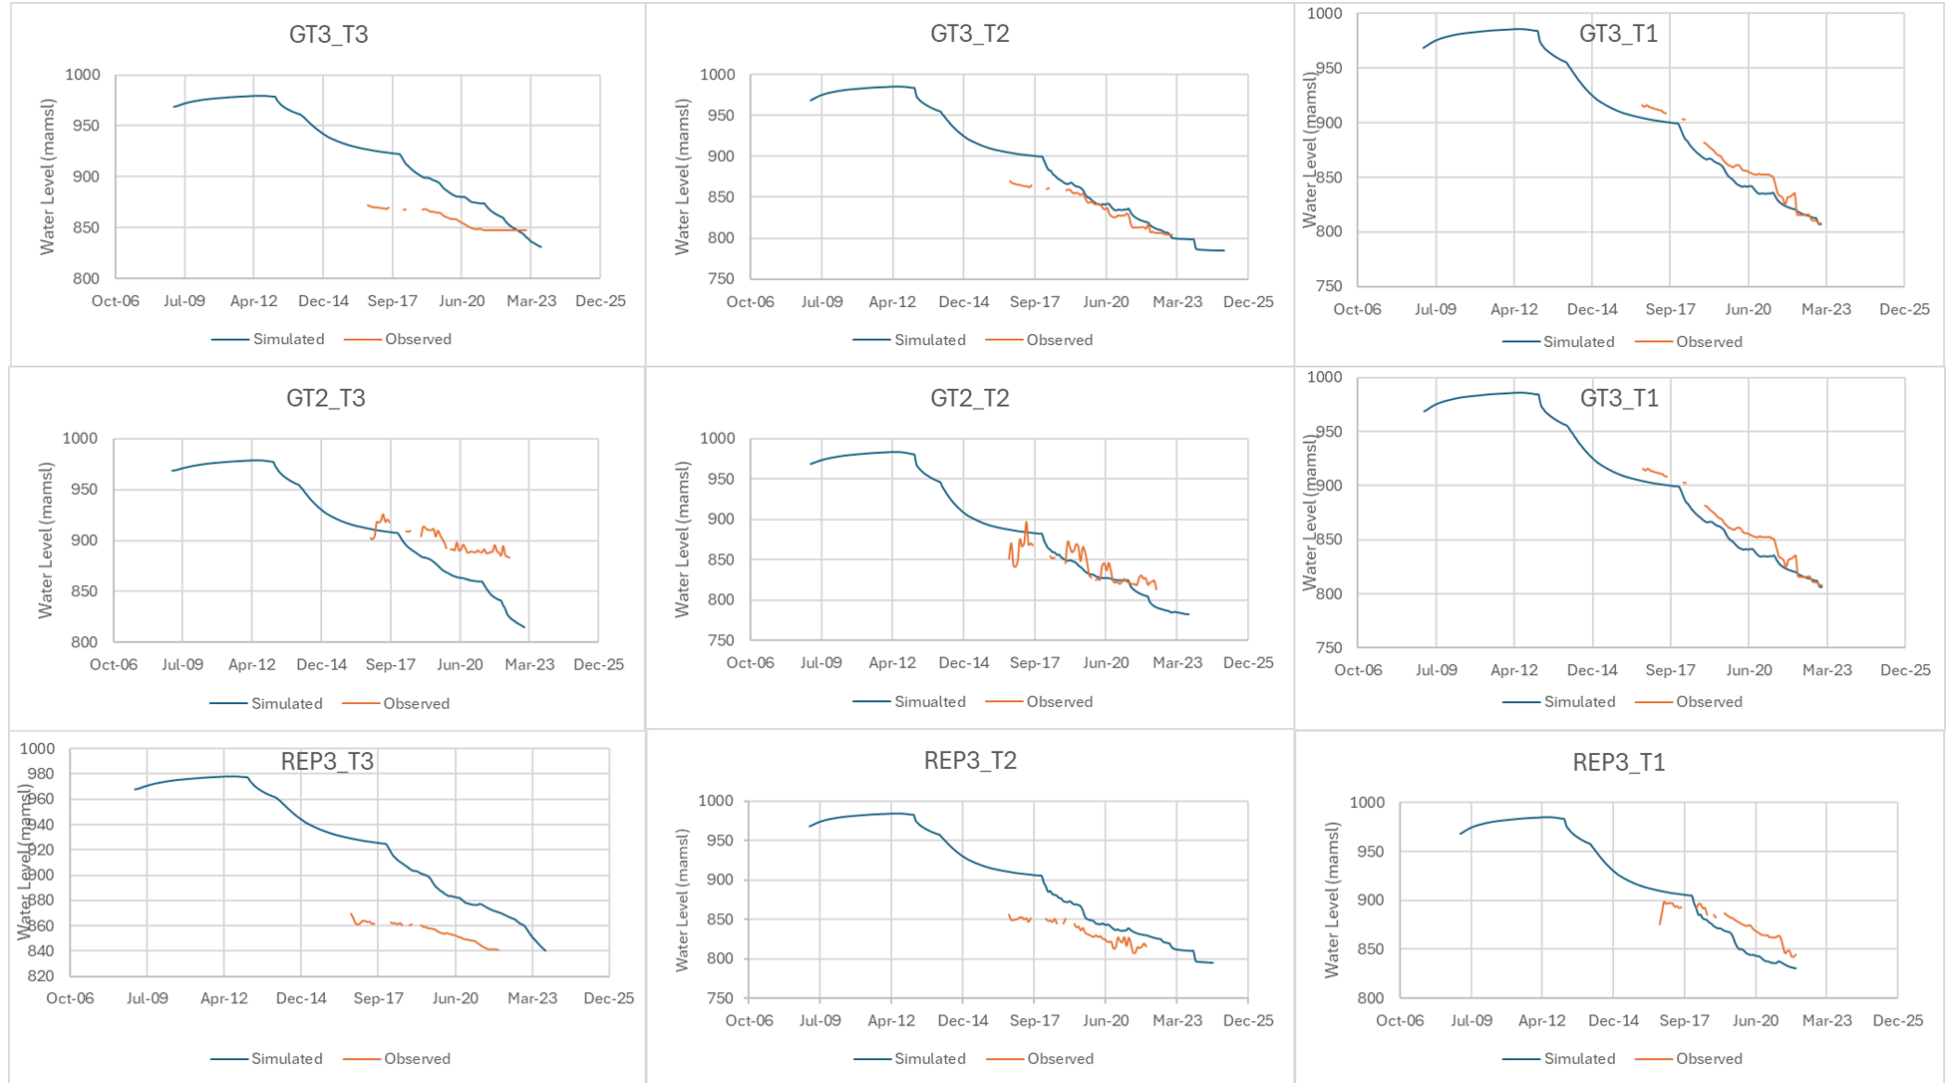 GT3_T3
Water Level (mamsl)
1000
950
900
850
800
Oct-06 Jul-09 Apr-12 Dec-14 Sep-17 Jun-20 Mar-23 Dec-25
Simulated Observed
GT3_T2
Water Level (mamsl)
1000
950
900
850
800
750
Oct-06 Jul-09 Apr-12 Dec-14 Sep-17 Jun-20 Mar-23 Dec-25
Simulated Observed
GT3_T1
Water Level (mamsl)
1000
950
900
850
800
750
Oct-06 Jul-09 Apr-12 Dec-14 Sep-17 Jun-20 Mar-23 Dec-25
Simulated Observed
GT2_T3
Water Level (mamsl)
1000
950
900
850
800
Oct-06 Jul-09 Apr-12 Dec-14 Sep-17 Jun-20 Mar-23 Dec-25
Simulated Observed
GT2_T2
Water Level (mamsl)
1000
950
900
850
800
750
Oct-06 Jul-09 Apr-12 Dec-14 Sep-17 Jun-20 Mar-23 Dec-25
Simualted Observed
GT3_T1
Water Level (mamsl)
1000
950
900
850
800
750
Oct-06 Jul-09 Apr-12 Dec-14 Sep-17 Jun-20 Mar-23 Dec-25
Simulated Observed
REP3_T3
Water Level (mamsl)
1000
980
960
940
920
900
880
860
840
820
Oct-06 Jul-09 Apr-12 Dec-14 Sep-17 Jun-20 Mar-23 Dec-25
Simulated Observed
REP3_T2
Water Level (mamsl)
1000
950
900
850
800
750
Oct-06 Jul-09 Apr-12 Dec-14 Sep-17 Jun-20 Mar-23 Dec-25
Simulated Observed
REP3_T1
Water Level (mamsl)
1000
950
900
850
800
Oct-06 Jul-09 Apr-12 Dec-14 Sep-17 Jun-20 Mar-23 Dec-25
Simulated Observed